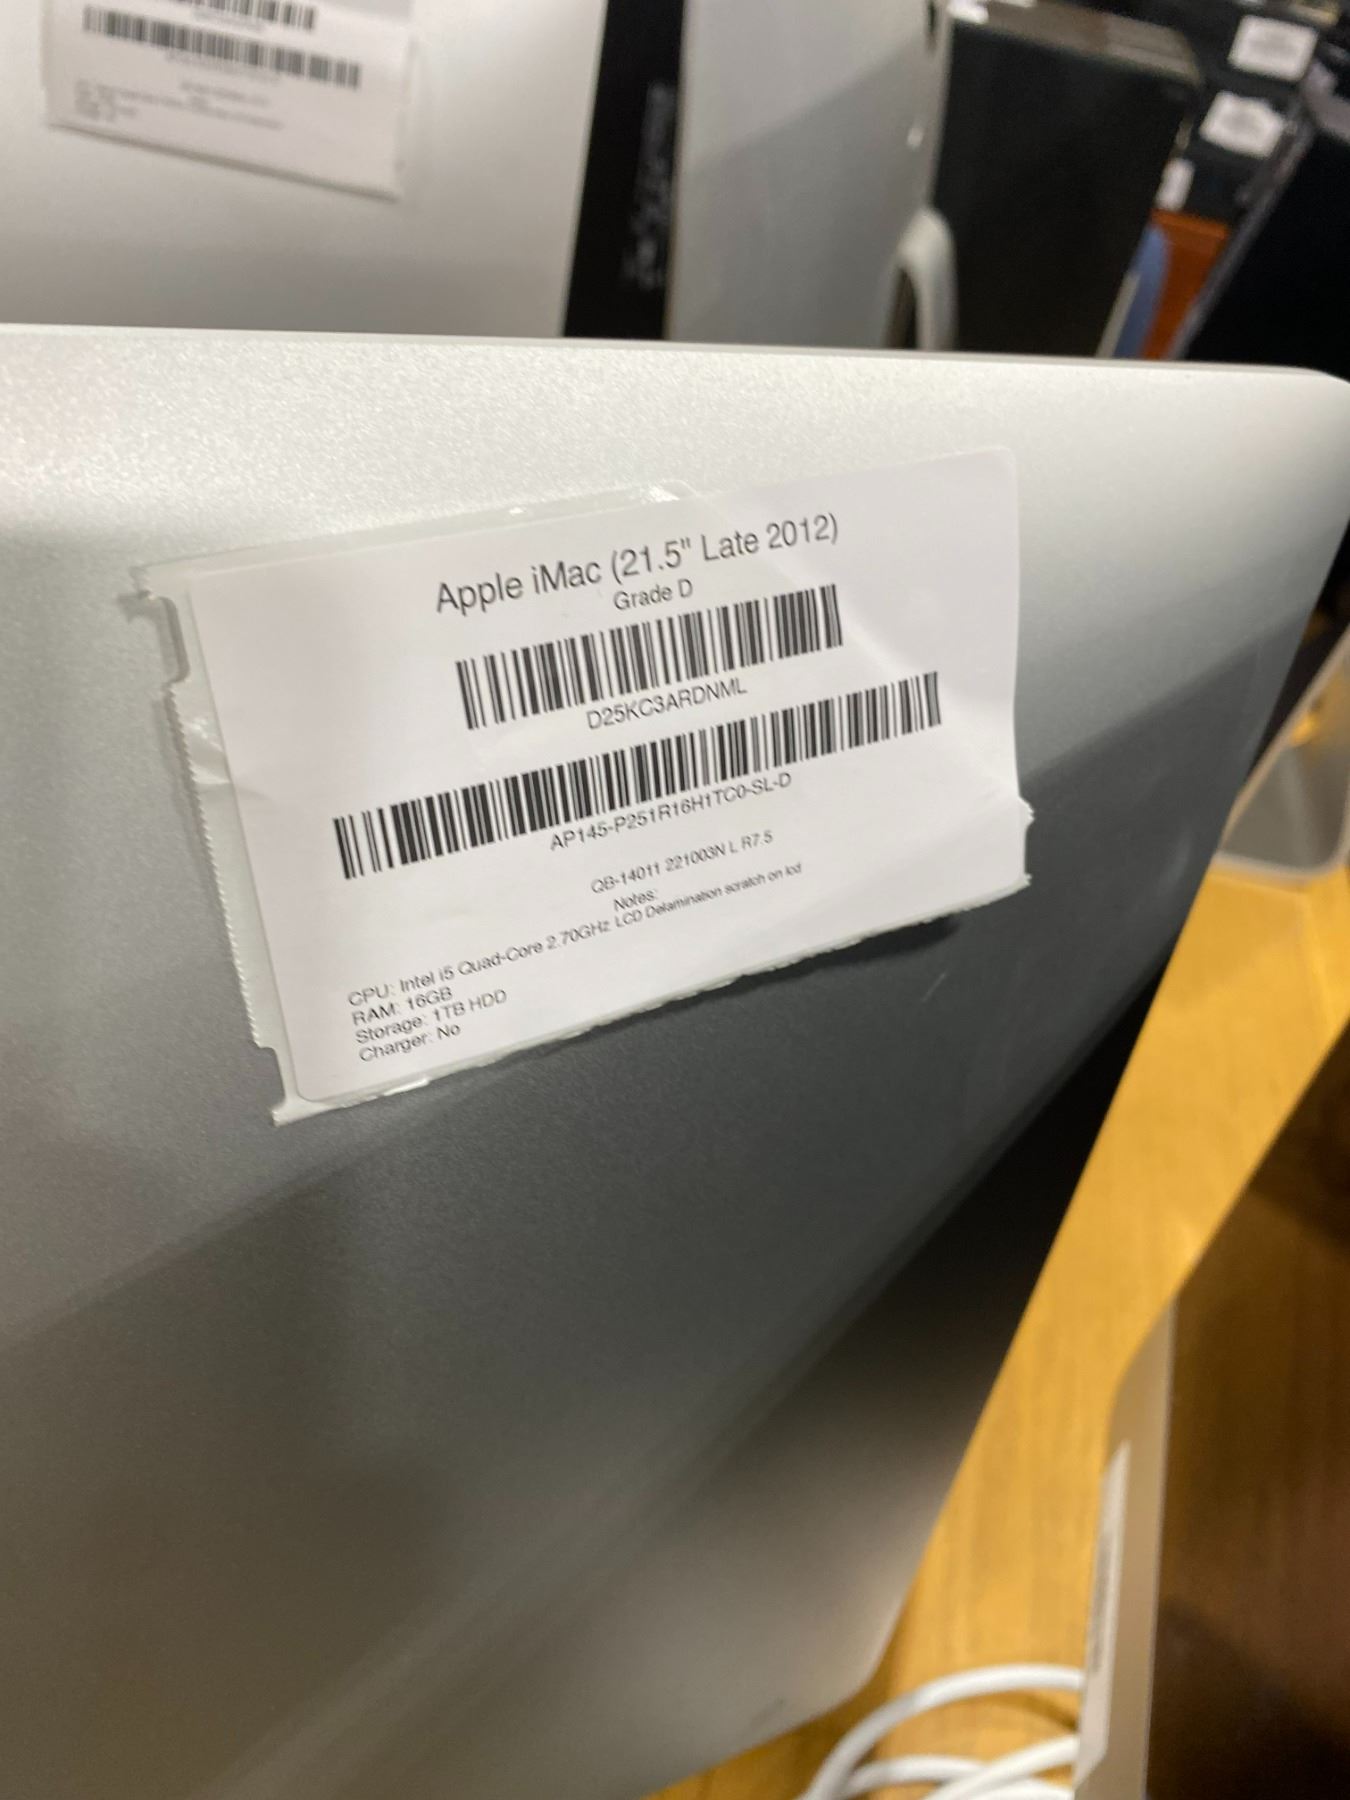 Apple iMac (21.5" Late 2012)
Grade D
D25KC3ARDNML
AP145-P251R16H1TC0-SL-D
QB-14011 221003N L R7.5
Notes:
LCD Delamination scratch on lcd
CPU: Intel i5 Quad-Core 2.70GHz
RAM: 16GB
Storage: 1TB HDD
Charger: No